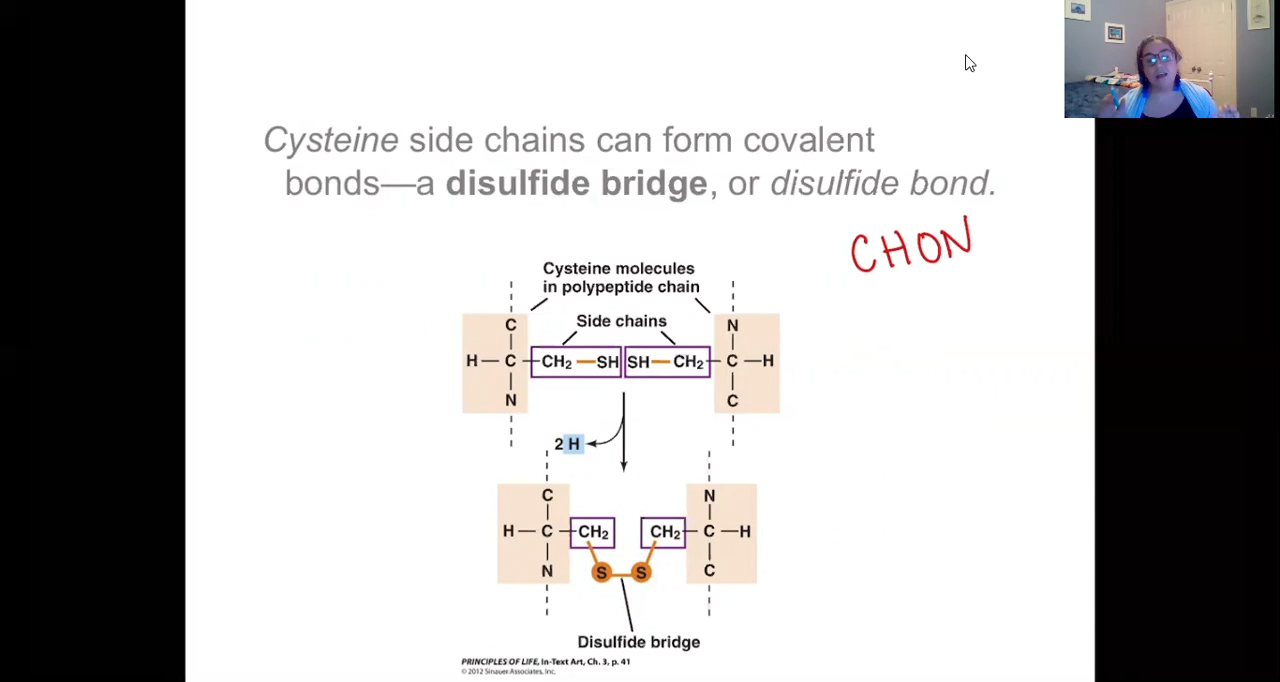 Cysteine side chains can form covalent
bonds—a disulfide bridge, or disulfide bond.
CHON
Cysteine molecules
in polypeptide chain
Side chains
C N
H — C — CH₂ — SH SH — CH₂ — C — H
N C
2 H
C N
H — C — CH₂ CH₂ — C — H
N S — S C
Disulfide bridge
PRINCIPLES OF LIFE, In-Text Art, Ch. 3, p. 41
© 2012 Sinauer Associates, Inc.